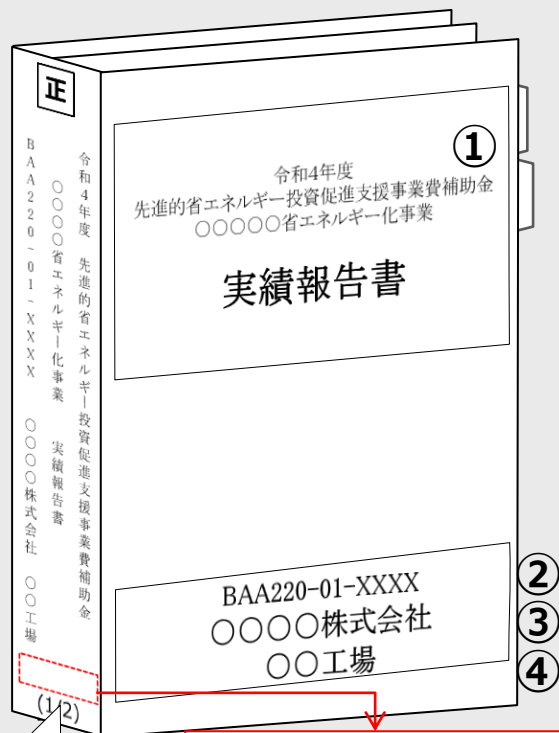 正
令和4年度 先進的省エネルギー投資促進支援事業費補助金
○○○○省エネルギー化事業 実績報告書
BAA220-01-XXXX ○○○○株式会社 ○○工場
(1/2)
①
令和4年度
先進的省エネルギー投資促進支援事業費補助金
○○○○○省エネルギー化事業
実績報告書
BAA220-01-XXXX
○○○○株式会社
○○工場
②
③
④